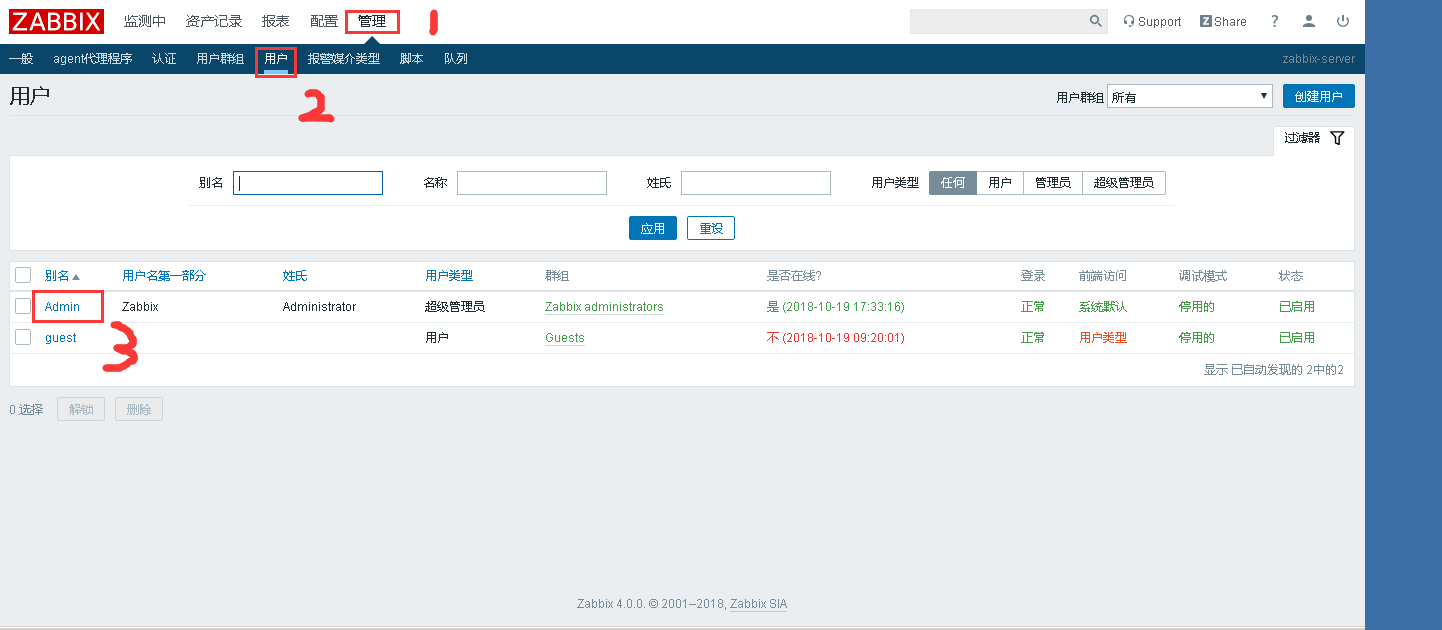 ZABBIX 监测中 资产记录 报表 配置 管理 1 Support Z Share ?
一般 agent代理程序 认证 用户群组 用户 报警媒介类型 脚本 队列 zabbix-server
用户 2 用户群组 所有 创建用户
过滤器
别名 名称 姓氏 用户类型 任何 用户 管理员 超级管理员
应用 重设
别名 用户名第一部分 姓氏 用户类型 群组 是否在线? 登录 前端访问 调试模式 状态
Admin Zabbix Administrator 超级管理员 Zabbix administrators 是 (2018-10-19 17:33:16) 正常 系统默认 停用的 已启用
guest 3 用户 Guests 不 (2018-10-19 09:20:01) 正常 用户类型 停用的 已启用
显示 已自动发现的 2中的2
0 选择 解锁 删除
Zabbix 4.0.0. © 2001–2018, Zabbix SIA